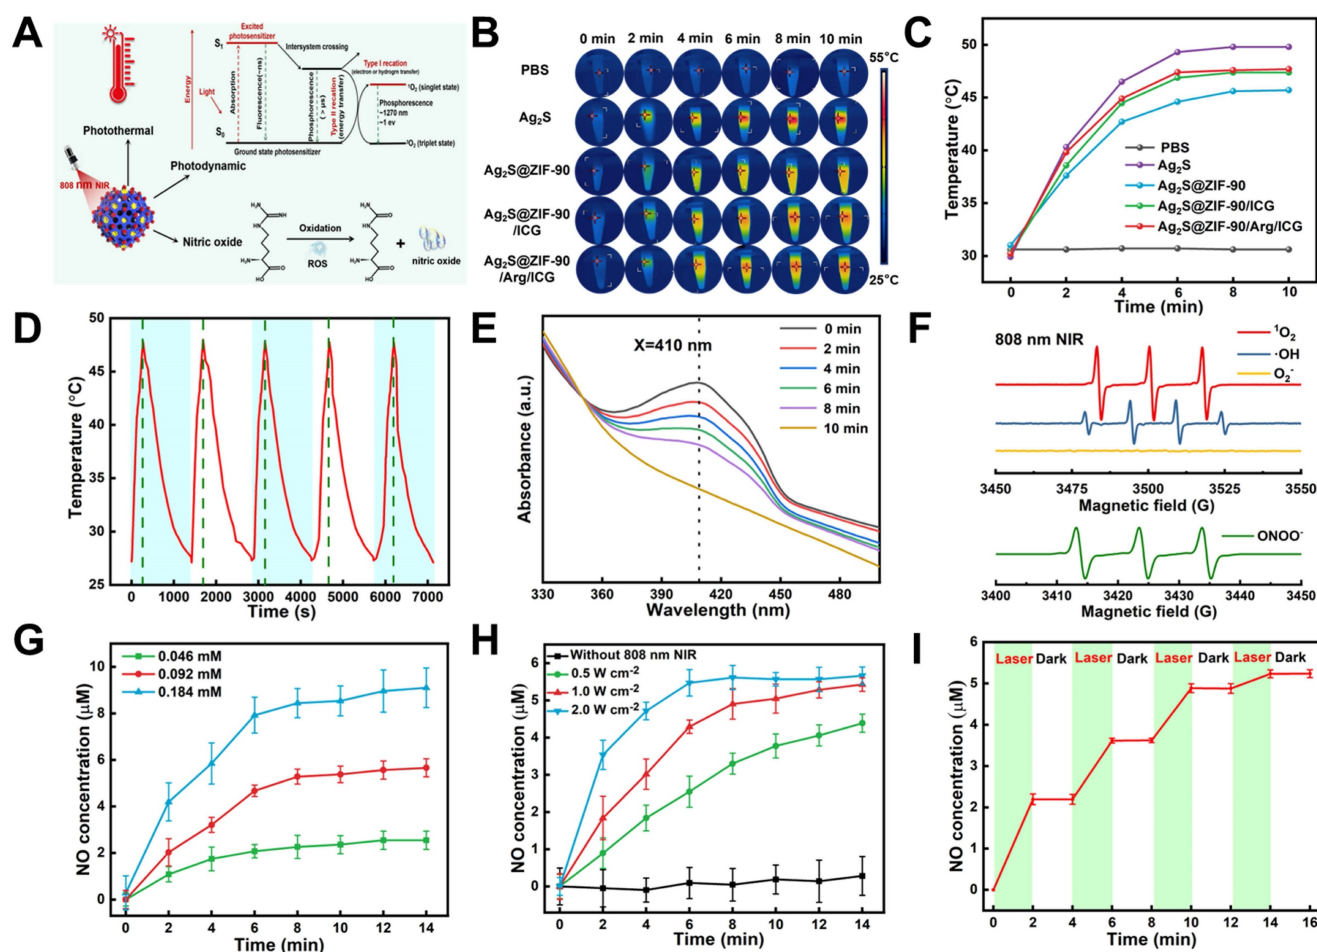 A
Excited photosensitizer
S1
Intersystem crossing
Type I recation
(electron or hydrogrn transfer)
Energy
Light
Absorption
Fluorescence(~ns)
Phosphorescence
( > μs)
Type II recation
(energy transfer)
¹O₂ (singlet state)
Phosphorescence
~1270 nm
~1 ev
S0
Ground state photosensitizer
³O₂ (triplet state)
Photothermal
808 nm NIR
Photodynamic
Nitric oxide
H₂N
NH
HN
H₂N
O
HO
Oxidation
ROS
H₂N
O
HN
H₂N
O
HO
+
nitric oxide
B
0 min 2 min 4 min 6 min 8 min 10 min
PBS
Ag₂S
Ag₂S@ZIF-90
Ag₂S@ZIF-90
/ICG
Ag₂S@ZIF-90
/Arg/ICG
55°C
25°C
C
Temperature (°C)
50
45
40
35
30
PBS
Ag₂S
Ag₂S@ZIF-90
Ag₂S@ZIF-90/ICG
Ag₂S@ZIF-90/Arg/ICG
0 2 4 6 8 10
Time (min)
D
Temperature (°C)
50
45
40
35
30
25
0 1000 2000 3000 4000 5000 6000 7000
Time (s)
E
Absorbance (a.u.)
X=410 nm
0 min
2 min
4 min
6 min
8 min
10 min
330 360 390 420 450 480
Wavelength (nm)
F
808 nm NIR
¹O₂
·OH
O₂⁻
3450 3475 3500 3525 3550
Magnetic field (G)
ONOO⁻
3400 3410 3420 3430 3440 3450
Magnetic field (G)
G
NO concentration (μM)
10
8
6
4
2
0
0.046 mM
0.092 mM
0.184 mM
0 2 4 6 8 10 12 14
Time (min)
H
NO concentration (μM)
6
5
4
3
2
1
0
Without 808 nm NIR
0.5 W cm⁻²
1.0 W cm⁻²
2.0 W cm⁻²
0 2 4 6 8 10 12 14
Time (min)
I
NO concentration (μM)
6
5
4
3
2
1
0
Laser Dark Laser Dark Laser Dark Laser Dark
0 2 4 6 8 10 12 14 16
Time (min)